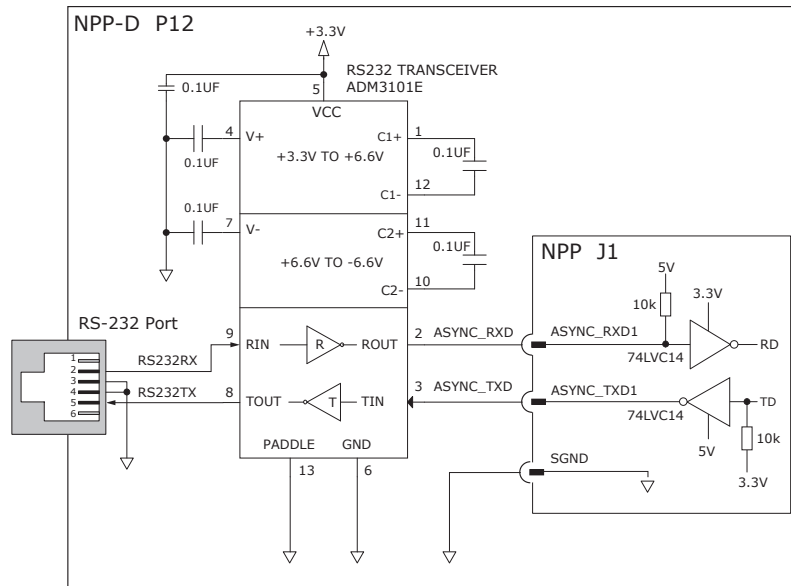 NPP-D P12
+3.3V
RS232 TRANSCEIVER
ADM3101E
0.1UF
5
VCC
4
V+
C1+
1
0.1UF
+3.3V TO +6.6V
0.1UF
C1-
12
0.1UF
7
V-
C2+
11
0.1UF
+6.6V TO -6.6V
C2-
10
NPP J1
5V
10k
3.3V
RS-232 Port
9
RIN
R
ROUT
2
ASYNC_RXD
ASYNC_RXD1
74LVC14
RD
1
2
3
4
5
6
RS232RX
RS232TX
8
TOUT
T
TIN
3
ASYNC_TXD
ASYNC_TXD1
74LVC14
TD
5V
10k
3.3V
PADDLE
GND
13
6
SGND